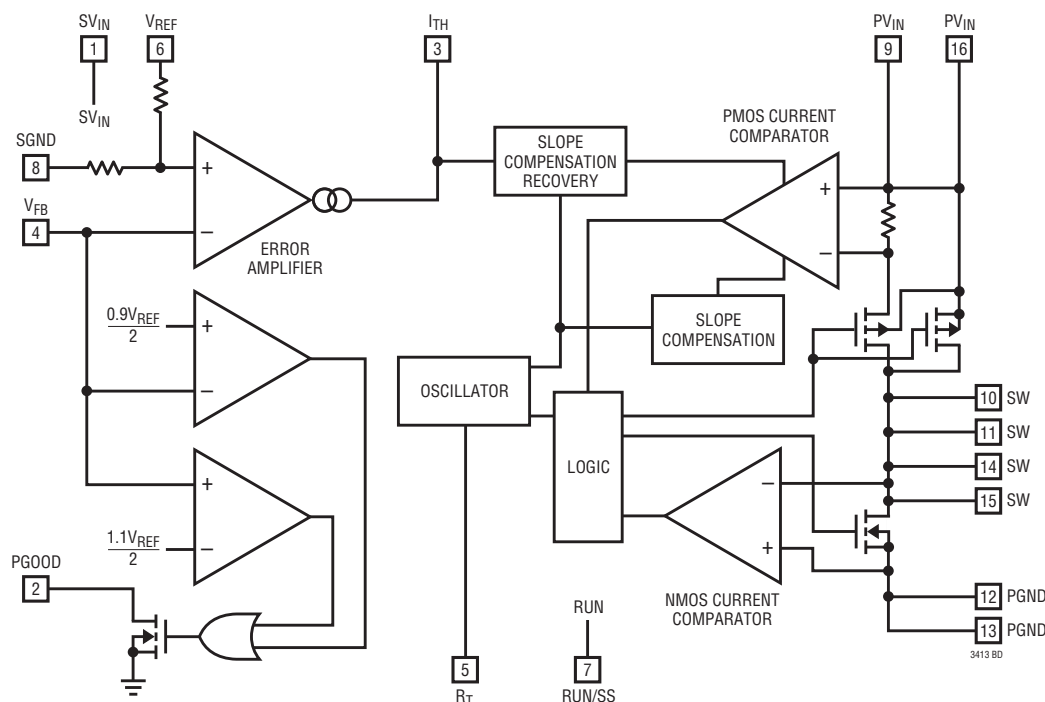 SVIN
1
SVIN
VREF
6
ITH
3
PVIN
9
PVIN
16
SGND
8
VFB
4
+
–
ERROR
AMPLIFIER
SLOPE
COMPENSATION
RECOVERY
PMOS CURRENT
COMPARATOR
+
–
SLOPE
COMPENSATION
0.9VREF
2
+
–
OSCILLATOR
LOGIC
10 SW
11 SW
14 SW
15 SW
+
–
1.1VREF
2
–
+
NMOS CURRENT
COMPARATOR
PGOOD
2
RUN
12 PGND
13 PGND
3413 BD
5
RT
7
RUN/SS